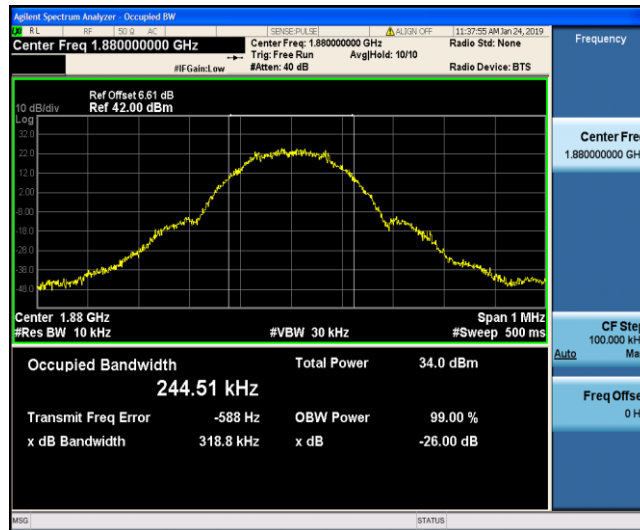 Agilent Spectrum Analyzer - Occupied BW
RL RF 50 Ω AC SENSE:PULSE ALIGN OFF 11:37:55 AM Jan 24, 2019
Center Freq 1.880000000 GHz Center Freq: 1.880000000 GHz Radio Std: None Frequency
Trig: Free Run Avg|Hold: 10/10
#IFGain:Low #Atten: 40 dB Radio Device: BTS
Ref Offset 6.61 dB
10 dB/div Ref 42.00 dBm
Log
32.0
22.0
12.0
2.00
-8.00
-18.0
-28.0
-38.0
-48.0
Center Freq
1.880000000 GH
Center 1.88 GHz Span 1 MHz
#Res BW 10 kHz #VBW 30 kHz #Sweep 500 ms
CF Step
100.000 kH
Auto Ma
Occupied Bandwidth Total Power 34.0 dBm
244.51 kHz
Transmit Freq Error -588 Hz OBW Power 99.00 %
x dB Bandwidth 318.8 kHz x dB -26.00 dB
Freq Offse
0 H
MSG STATUS